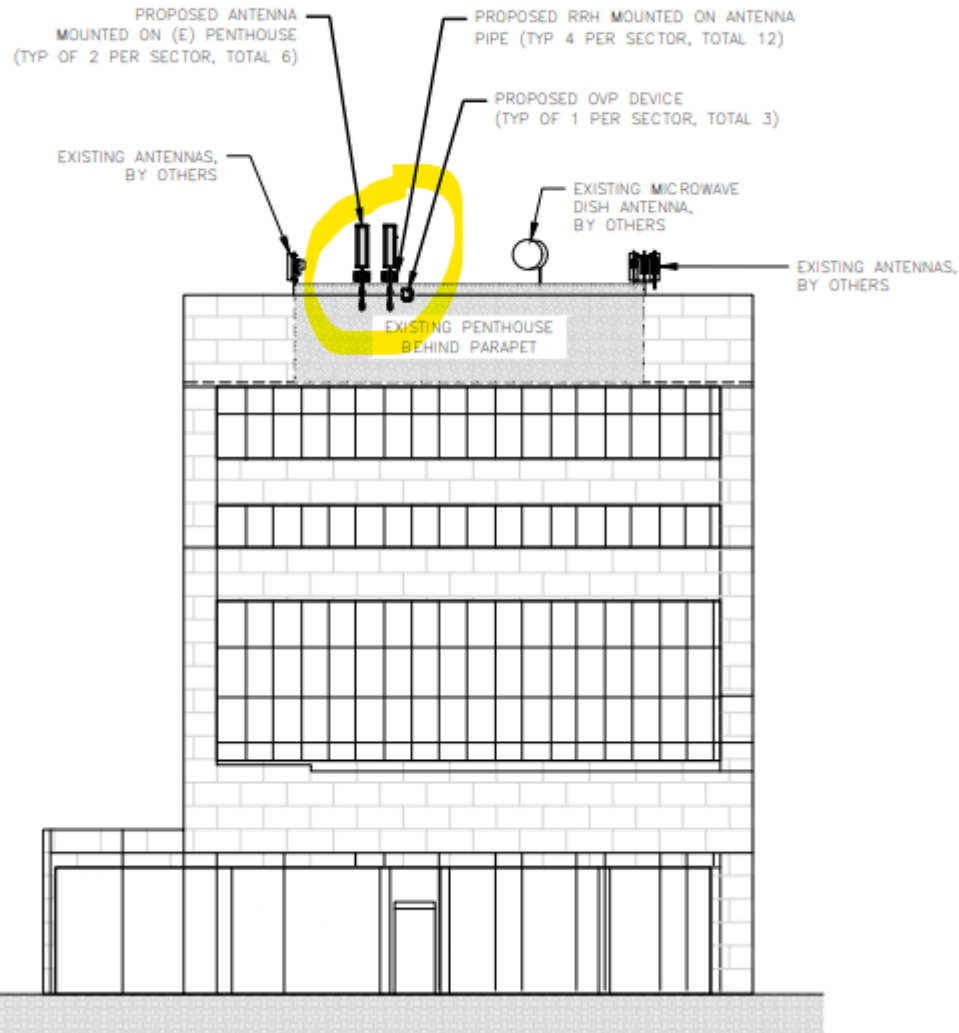 PROPOSED ANTENNA
MOUNTED ON (E) PENTHOUSE
(TYP OF 2 PER SECTOR, TOTAL 6)
PROPOSED RRH MOUNTED ON ANTENNA
PIPE (TYP 4 PER SECTOR, TOTAL 12)
PROPOSED OVP DEVICE
(TYP OF 1 PER SECTOR, TOTAL 3)
EXISTING ANTENNAS,
BY OTHERS
EXISTING MICROWAVE
DISH ANTENNA,
BY OTHERS
EXISTING ANTENNAS,
BY OTHERS
EXISTING PENTHOUSE
BEHIND PARAPET